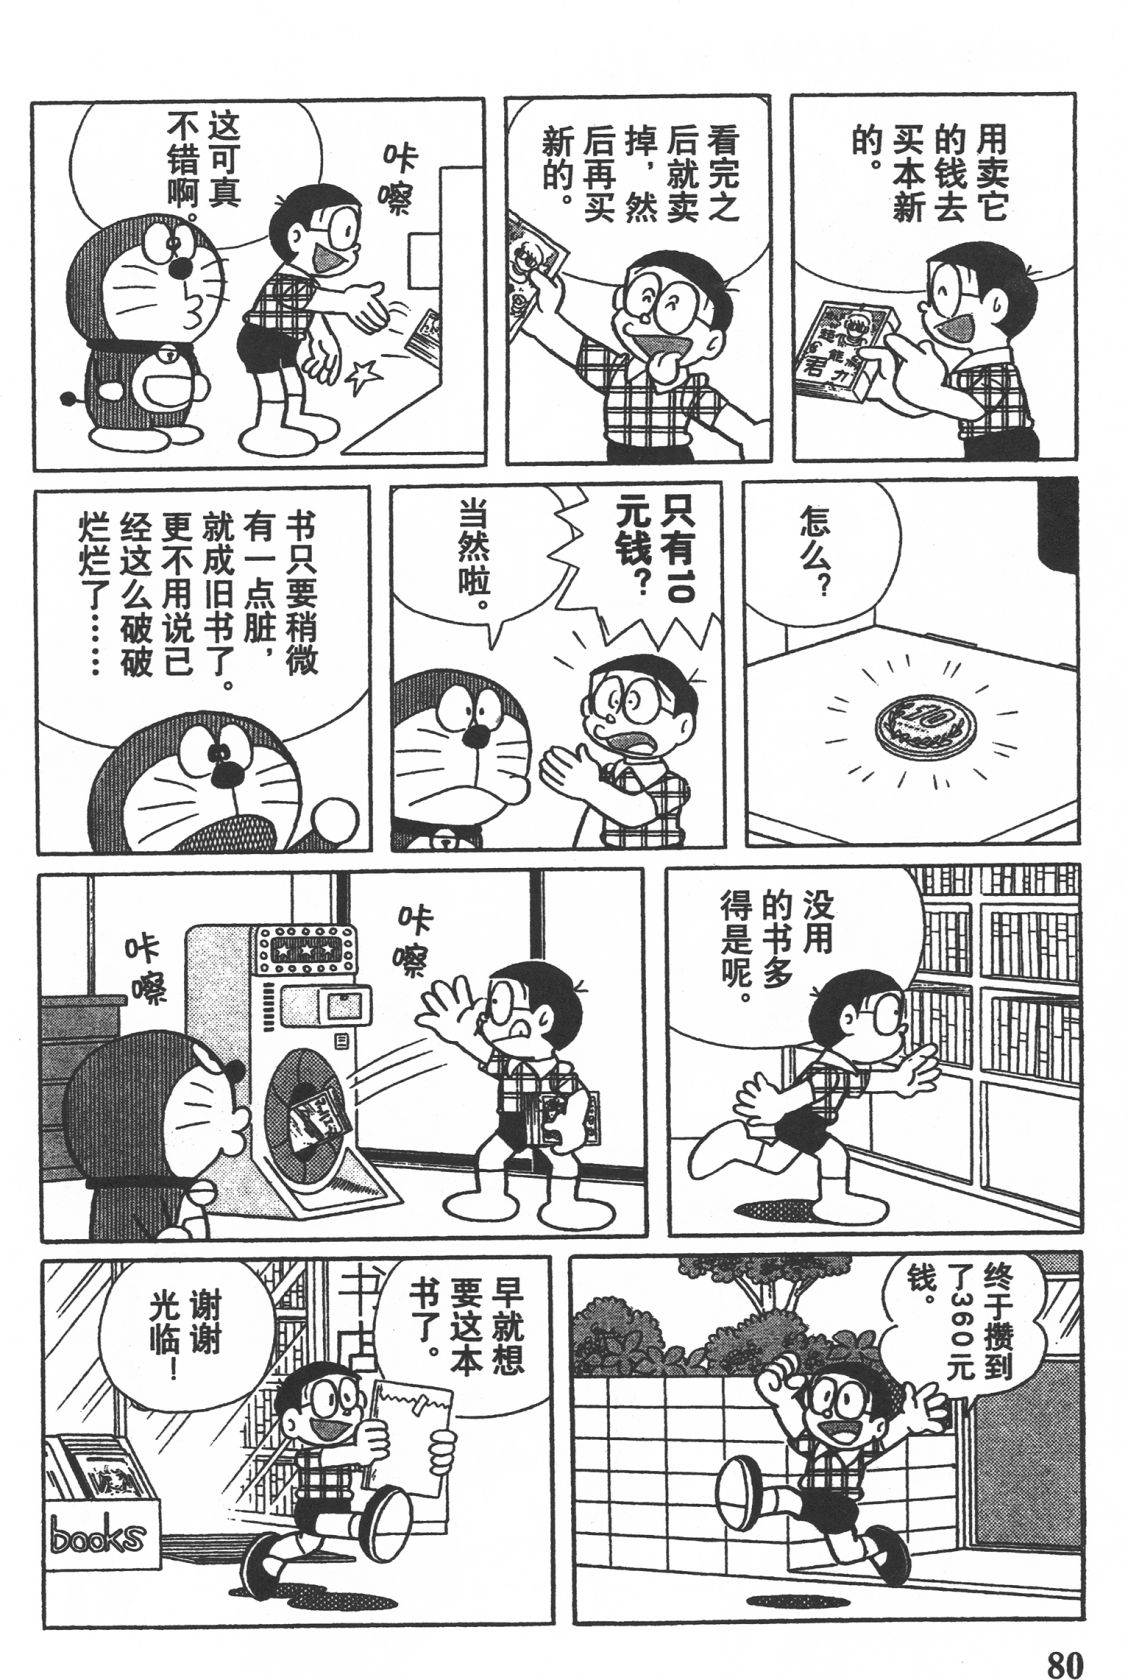 用卖它
的钱去
买本新
的。
看完之
后就卖
掉，然
后再买
新的。
这可真
不错啊。
咔嚓
怎么？
10
只有10
元钱？
当然啦。
书只要稍微
有一点脏，
就成旧书了。
更不用说已
经这么破破
烂烂了……
没用
的书多
得是呢。
咔嚓
咔嚓
终于攒到
了360元
钱。
早就想
要这本
书了。
谢谢
光临！
书店
books
80